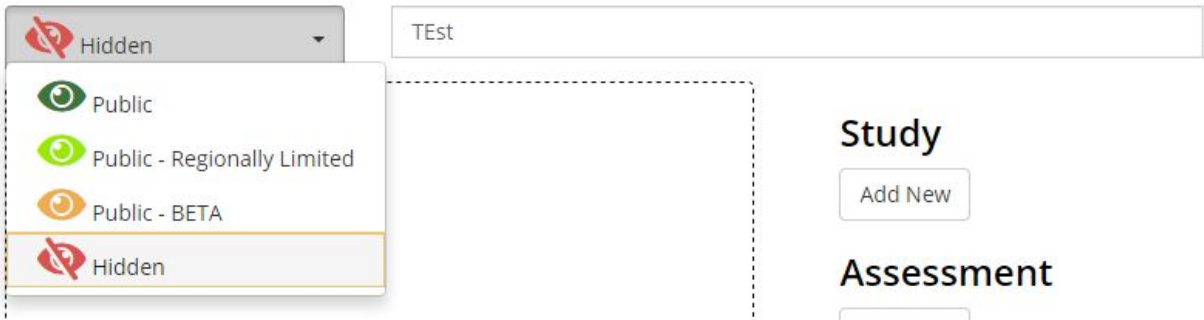 Hidden
TEst
Public
Public - Regionally Limited
Public - BETA
Hidden
Study
Add New
Assessment